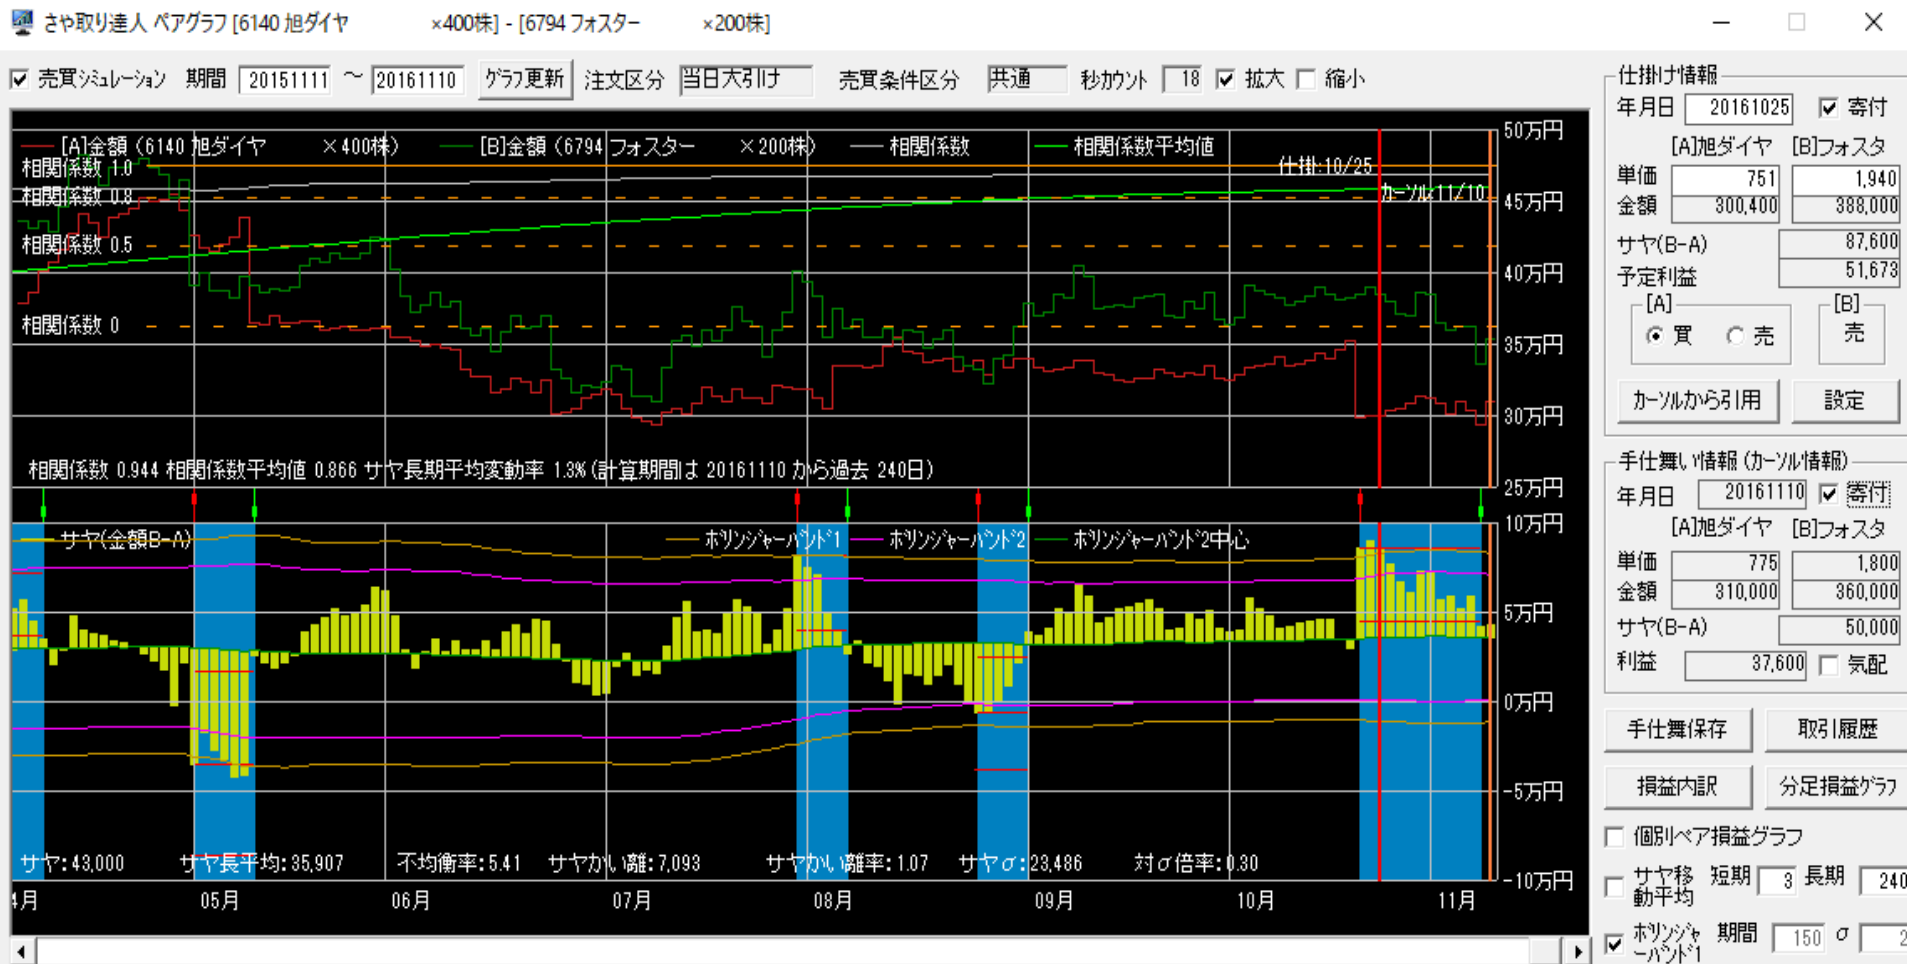 さや取り達人 ペアグラフ [6140 旭ダイヤ ×400株] - [6794 フォスター ×200株]
売買シミュレーション 期間 20151111 ～ 20161110 グラフ更新 注文区分 当日大引け 売買条件区分 共通 秒カウント 18 拡大 縮小
[A]金額 (6140 旭ダイヤ ×400株) [B]金額 (6794 フォスター ×200株) 相関係数 相関係数平均値
50万円
相関係数 1.0
仕掛:10/25
相関係数 0.8
カーソル11/10
45万円
相関係数 0.5
40万円
相関係数 0
35万円
30万円
相関係数 0.944 相関係数平均値 0.866 サヤ長期平均変動率 1.3% (計算期間は 20161110 から過去 240日)
25万円
10万円
サヤ(金額B-A) ボリンジャーバンド1 ボリンジャーバンド2 ボリンジャーバンド2中心
5万円
0万円
-5万円
サヤ:43,000 サヤ長平均:35,907 不均衡率:5.41 サヤかい離:7,093 サヤかい離率:1.07 サヤσ:23,486 対σ倍率:0.30
-10万円
4月 05月 06月 07月 08月 09月 10月 11月
仕掛け情報
年月日 20161025 寄付
[A]旭ダイヤ [B]フォスタ
単価 751 1,940
金額 300,400 388,000
サヤ(B-A) 87,600
予定利益 51,673
[A] [B]
買 売 売
カーソルから引用 設定
手仕舞い情報 (カーソル情報)
年月日 20161110 寄付
[A]旭ダイヤ [B]フォスタ
単価 775 1,800
金額 310,000 360,000
サヤ(B-A) 50,000
利益 37,600 気配
手仕舞保存 取引履歴
損益内訳 分足損益グラフ
個別ペア損益グラフ
サヤ移動平均 短期 3 長期 240
ボリンジャーバンド1 期間 150 σ 2